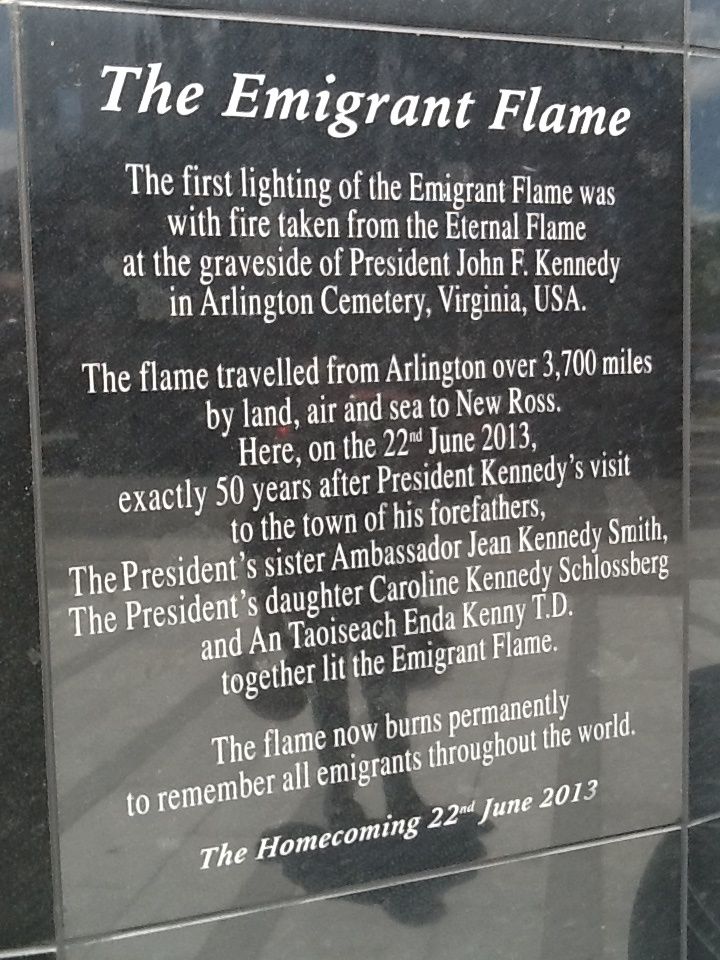 The Emigrant Flame
The first lighting of the Emigrant Flame was
with fire taken from the Eternal Flame
at the graveside of President John F. Kennedy
in Arlington Cemetery, Virginia, USA.
The flame travelled from Arlington over 3,700 miles
by land, air and sea to New Ross.
Here, on the 22nd June 2013,
exactly 50 years after President Kennedy's visit
to the town of his forefathers,
The President's sister Ambassador Jean Kennedy Smith,
The President's daughter Caroline Kennedy Schlossberg
and An Taoiseach Enda Kenny T.D.
together lit the Emigrant Flame.
The flame now burns permanently
to remember all emigrants throughout the world.
The Homecoming 22nd June 2013